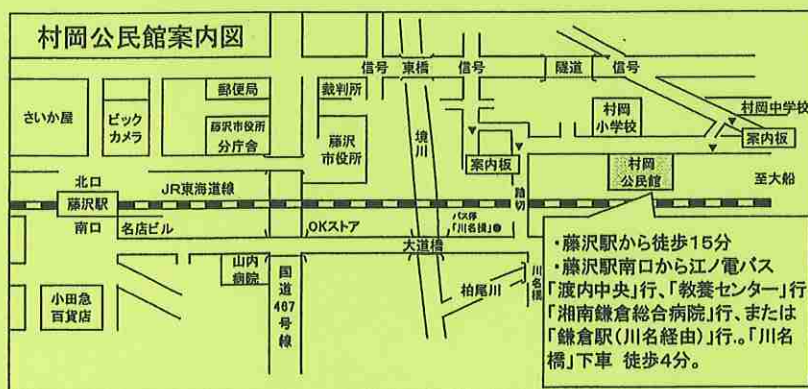 村岡公民館案内図
信号
東橋
信号
隧道
信号
さいか屋
ビック
カメラ
郵便局
藤沢市役所
分庁舎
裁判所
藤沢
市役所
境川
村岡
小学校
村岡中学校
案内板
案内板
踏切
村岡
公民館
至大船
北口
JR東海道線
藤沢駅
南口
名店ビル
OKストア
バス停
「川名橋」
大道橋
山内
病院
国道467号線
小田急
百貨店
柏尾川
川名橋
・藤沢駅から徒歩15分
・藤沢駅南口から江ノ電バス
「渡内中央」行、「教養センター」行
「湘南鎌倉総合病院」行、または
「鎌倉駅(川名経由)」行.。「川名
橋」下車 徒歩4分。